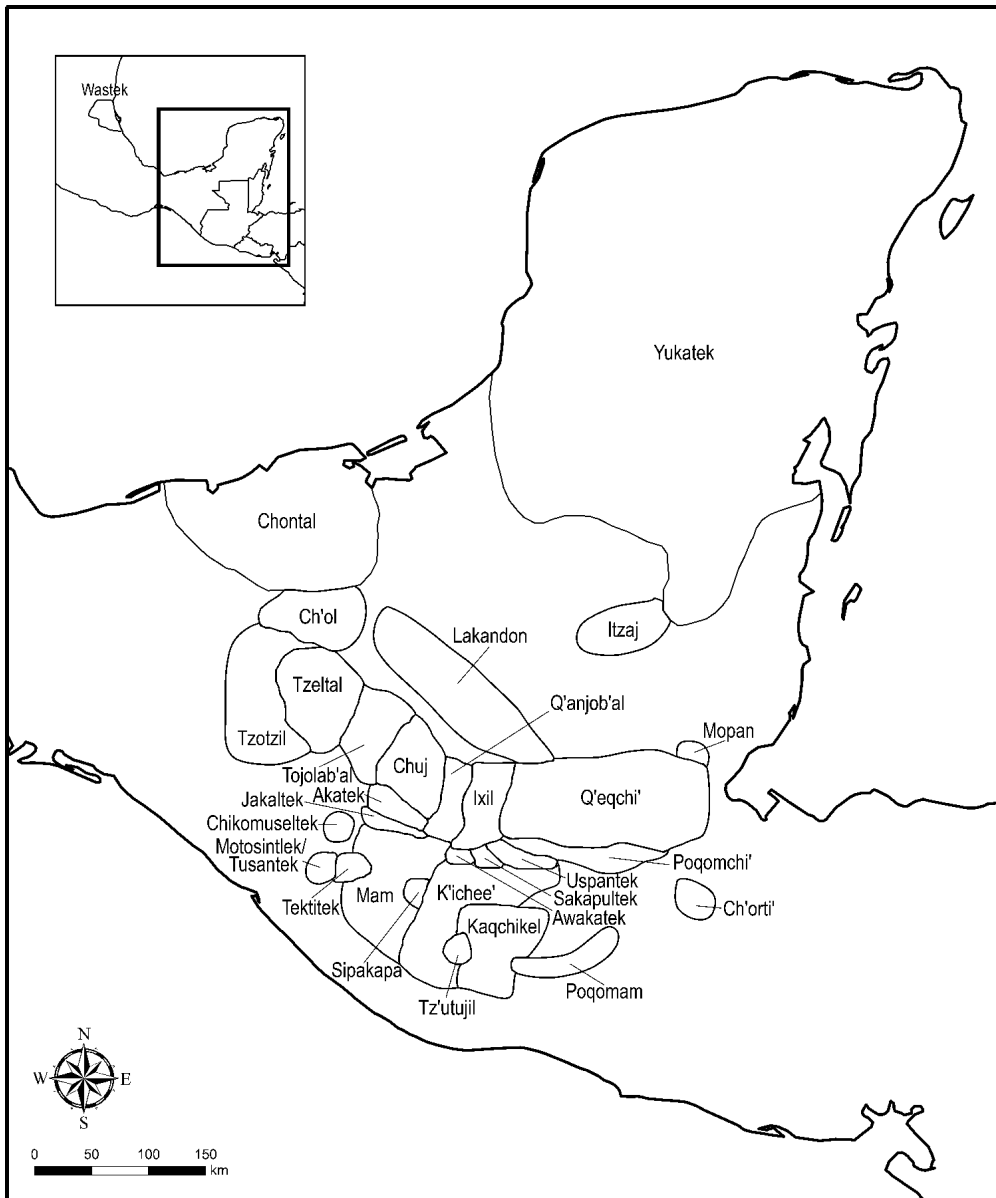 Wastek
Yukatek
Chontal
Ch'ol
Itzaj
Lakandon
Tzeltal
Q'anjob'al
Mopan
Tzotzil
Chuj
Tojolab'al
Akatek
Ixil
Q'eqchi'
Jakaltek
Chikomuseltek
Motosintlek/
Tusantek
Poqomchi'
Uspantek
Sakapultek
Awakatek
Mam
K'ichee'
Tektitek
Ch'orti'
Kaqchikel
Sipakapa
Poqomam
Tz'utujil
N
W
E
S
0 50 100 150
km